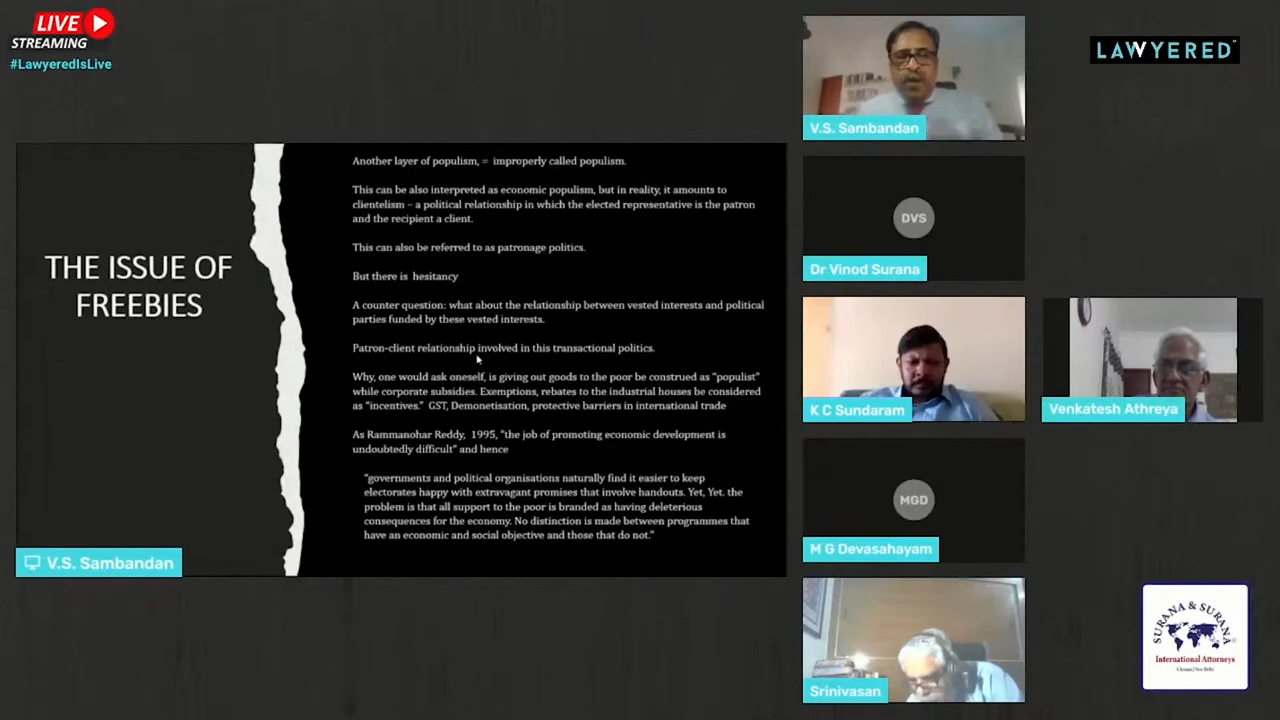 LIVE
STREAMING
#LawyeredIsLive
LAWYERED
THE ISSUE OF
FREEBIES
Another layer of populism, = improperly called populism.
This can be also interpreted as economic populism, but in reality, it amounts to
clientelism – a political relationship in which the elected representative is the patron
and the recipient a client.
This can also be referred to as patronage politics.
But there is hesitancy
A counter question: what about the relationship between vested interests and political
parties funded by these vested interests.
Patron-client relationship involved in this transactional politics.
Why, one would ask oneself, is giving out goods to the poor be construed as “populist”
while corporate subsidies. Exemptions, rebates to the industrial houses be considered
as “incentives.” GST, Demonetisation, protective barriers in international trade
As Rammanohar Reddy, 1995, “the job of promoting economic development is
undoubtedly difficult” and hence
“governments and political organisations naturally find it easier to keep
electorates happy with extravagant promises that involve handouts. Yet, Yet. the
problem is that all support to the poor is branded as having deleterious
consequences for the economy. No distinction is made between programmes that
have an economic and social objective and those that do not.”
V.S. Sambandan
V.S. Sambandan
DVS
Dr Vinod Surana
K C Sundaram
Venkatesh Athreya
MGD
M G Devasahayam
Srinivasan
SURANA & SURANA
International Attorneys
Chennai | New Delhi